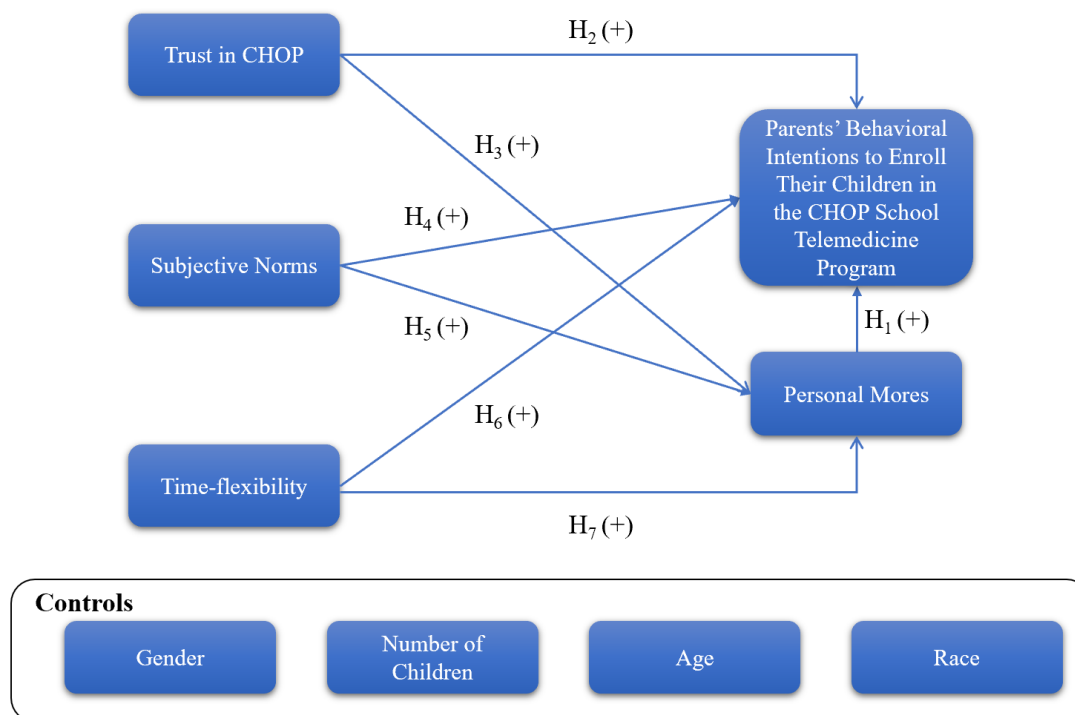 H₂ (+)
Trust in CHOP
Parents’ Behavioral
Intentions to Enroll
Their Children in
the CHOP School
Telemedicine
Program
H₃ (+)
H₄ (+)
Subjective Norms
H₅ (+)
H₁ (+)
Personal Mores
H₆ (+)
Time-flexibility
H₇ (+)
Controls
Gender
Number of
Children
Age
Race